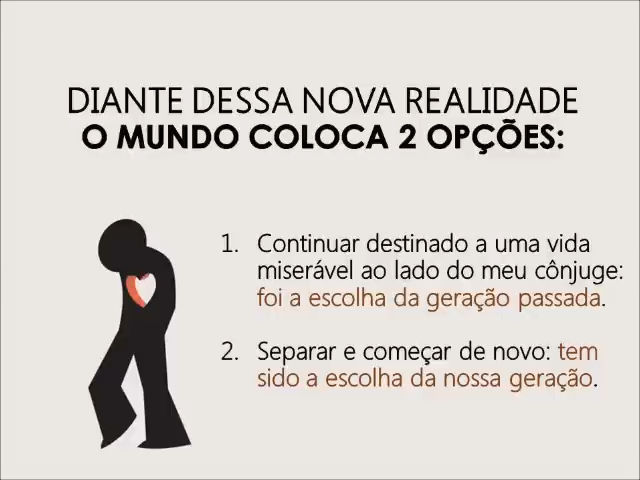 DIANTE DESSA NOVA REALIDADE
O MUNDO COLOCA 2 OPÇÕES:
1. Continuar destinado a uma vida
miserável ao lado do meu cônjuge:
foi a escolha da geração passada.
2. Separar e começar de novo: tem
sido a escolha da nossa geração.